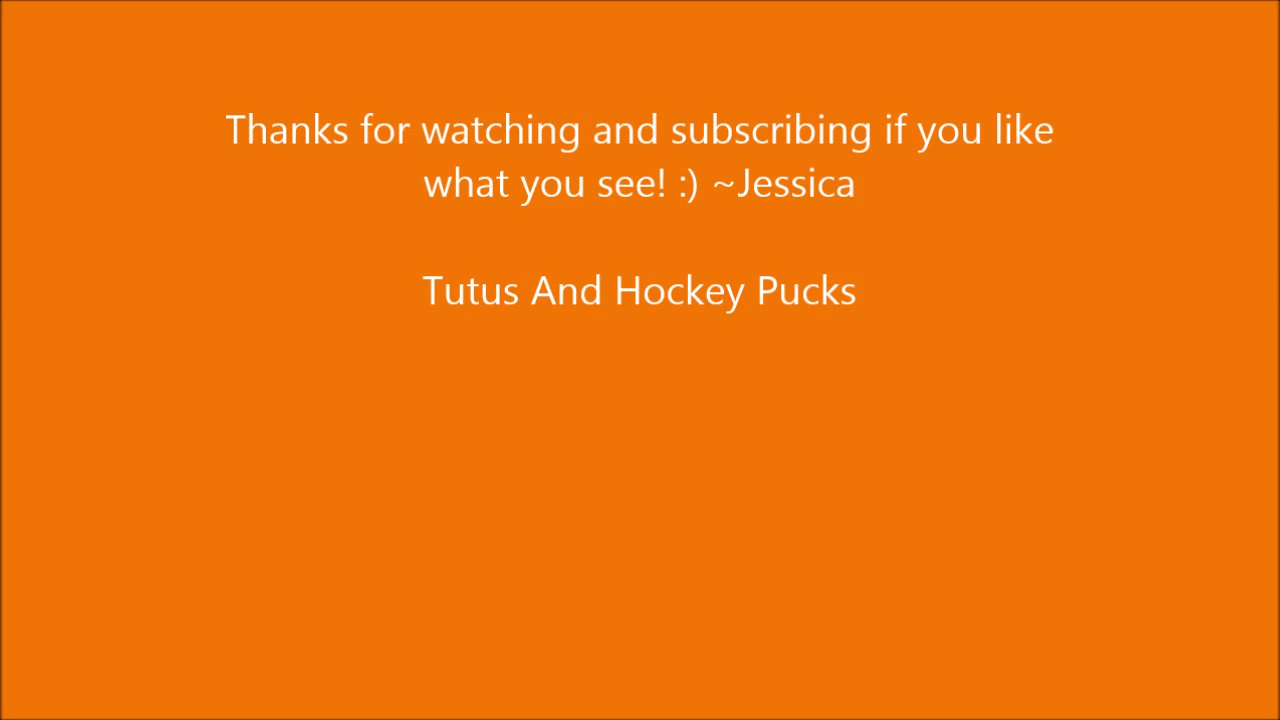 Thanks for watching and subscribing if you like
what you see! :) ~Jessica
Tutus And Hockey Pucks